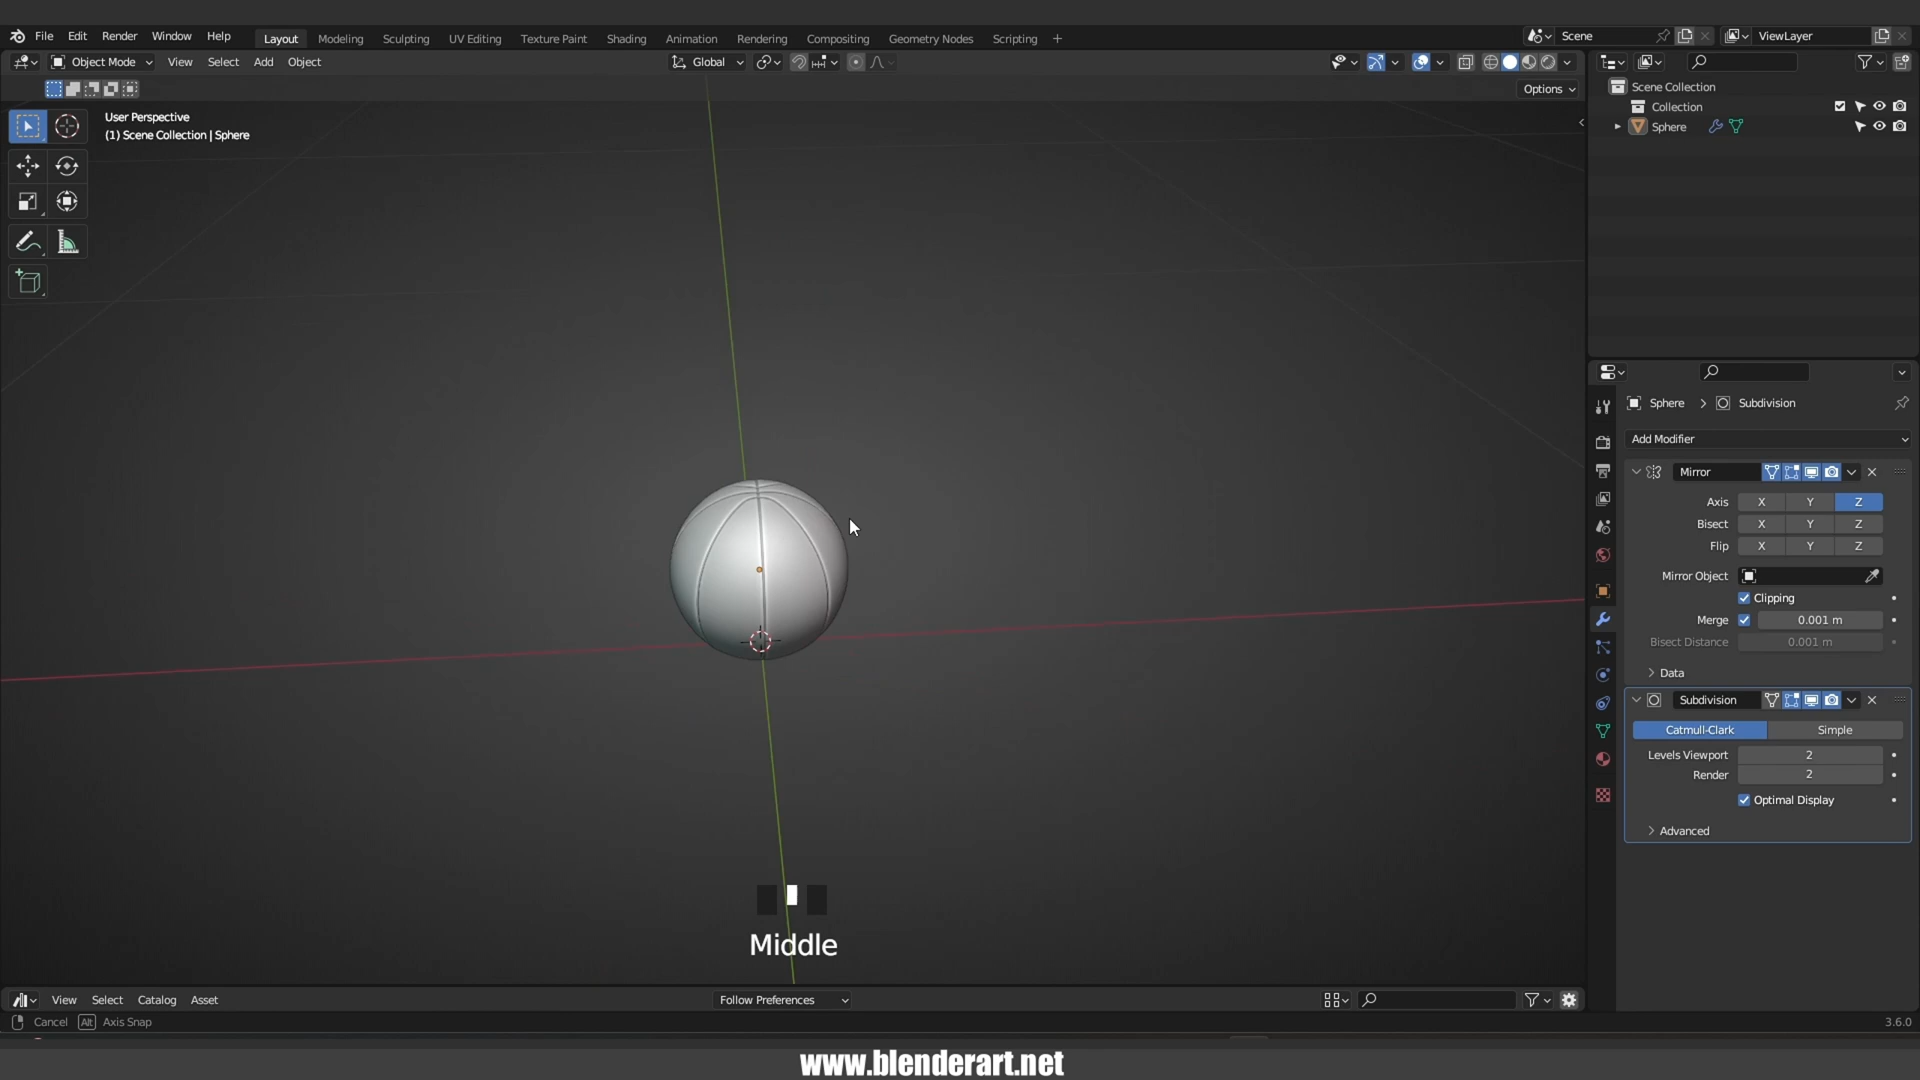 File Edit Render Window Help Layout Modeling Sculpting UV Editing Texture Paint Shading Animation Rendering Compositing Geometry Nodes Scripting + Scene ViewLayer
Object Mode View Select Add Object Global
Options
User Perspective
(1) Scene Collection | Sphere
Scene Collection
Collection
Sphere
Sphere > Subdivision
Add Modifier
Mirror
Axis X Y Z
Bisect X Y Z
Flip X Y Z
Mirror Object
Clipping
Merge 0.001 m
Bisect Distance 0.001 m
Data
Subdivision
Catmull-Clark Simple
Levels Viewport 2
Render 2
Optimal Display
Advanced
Middle
View Select Catalog Asset Follow Preferences
Cancel Alt Axis Snap 3.6.0
www.blenderart.net